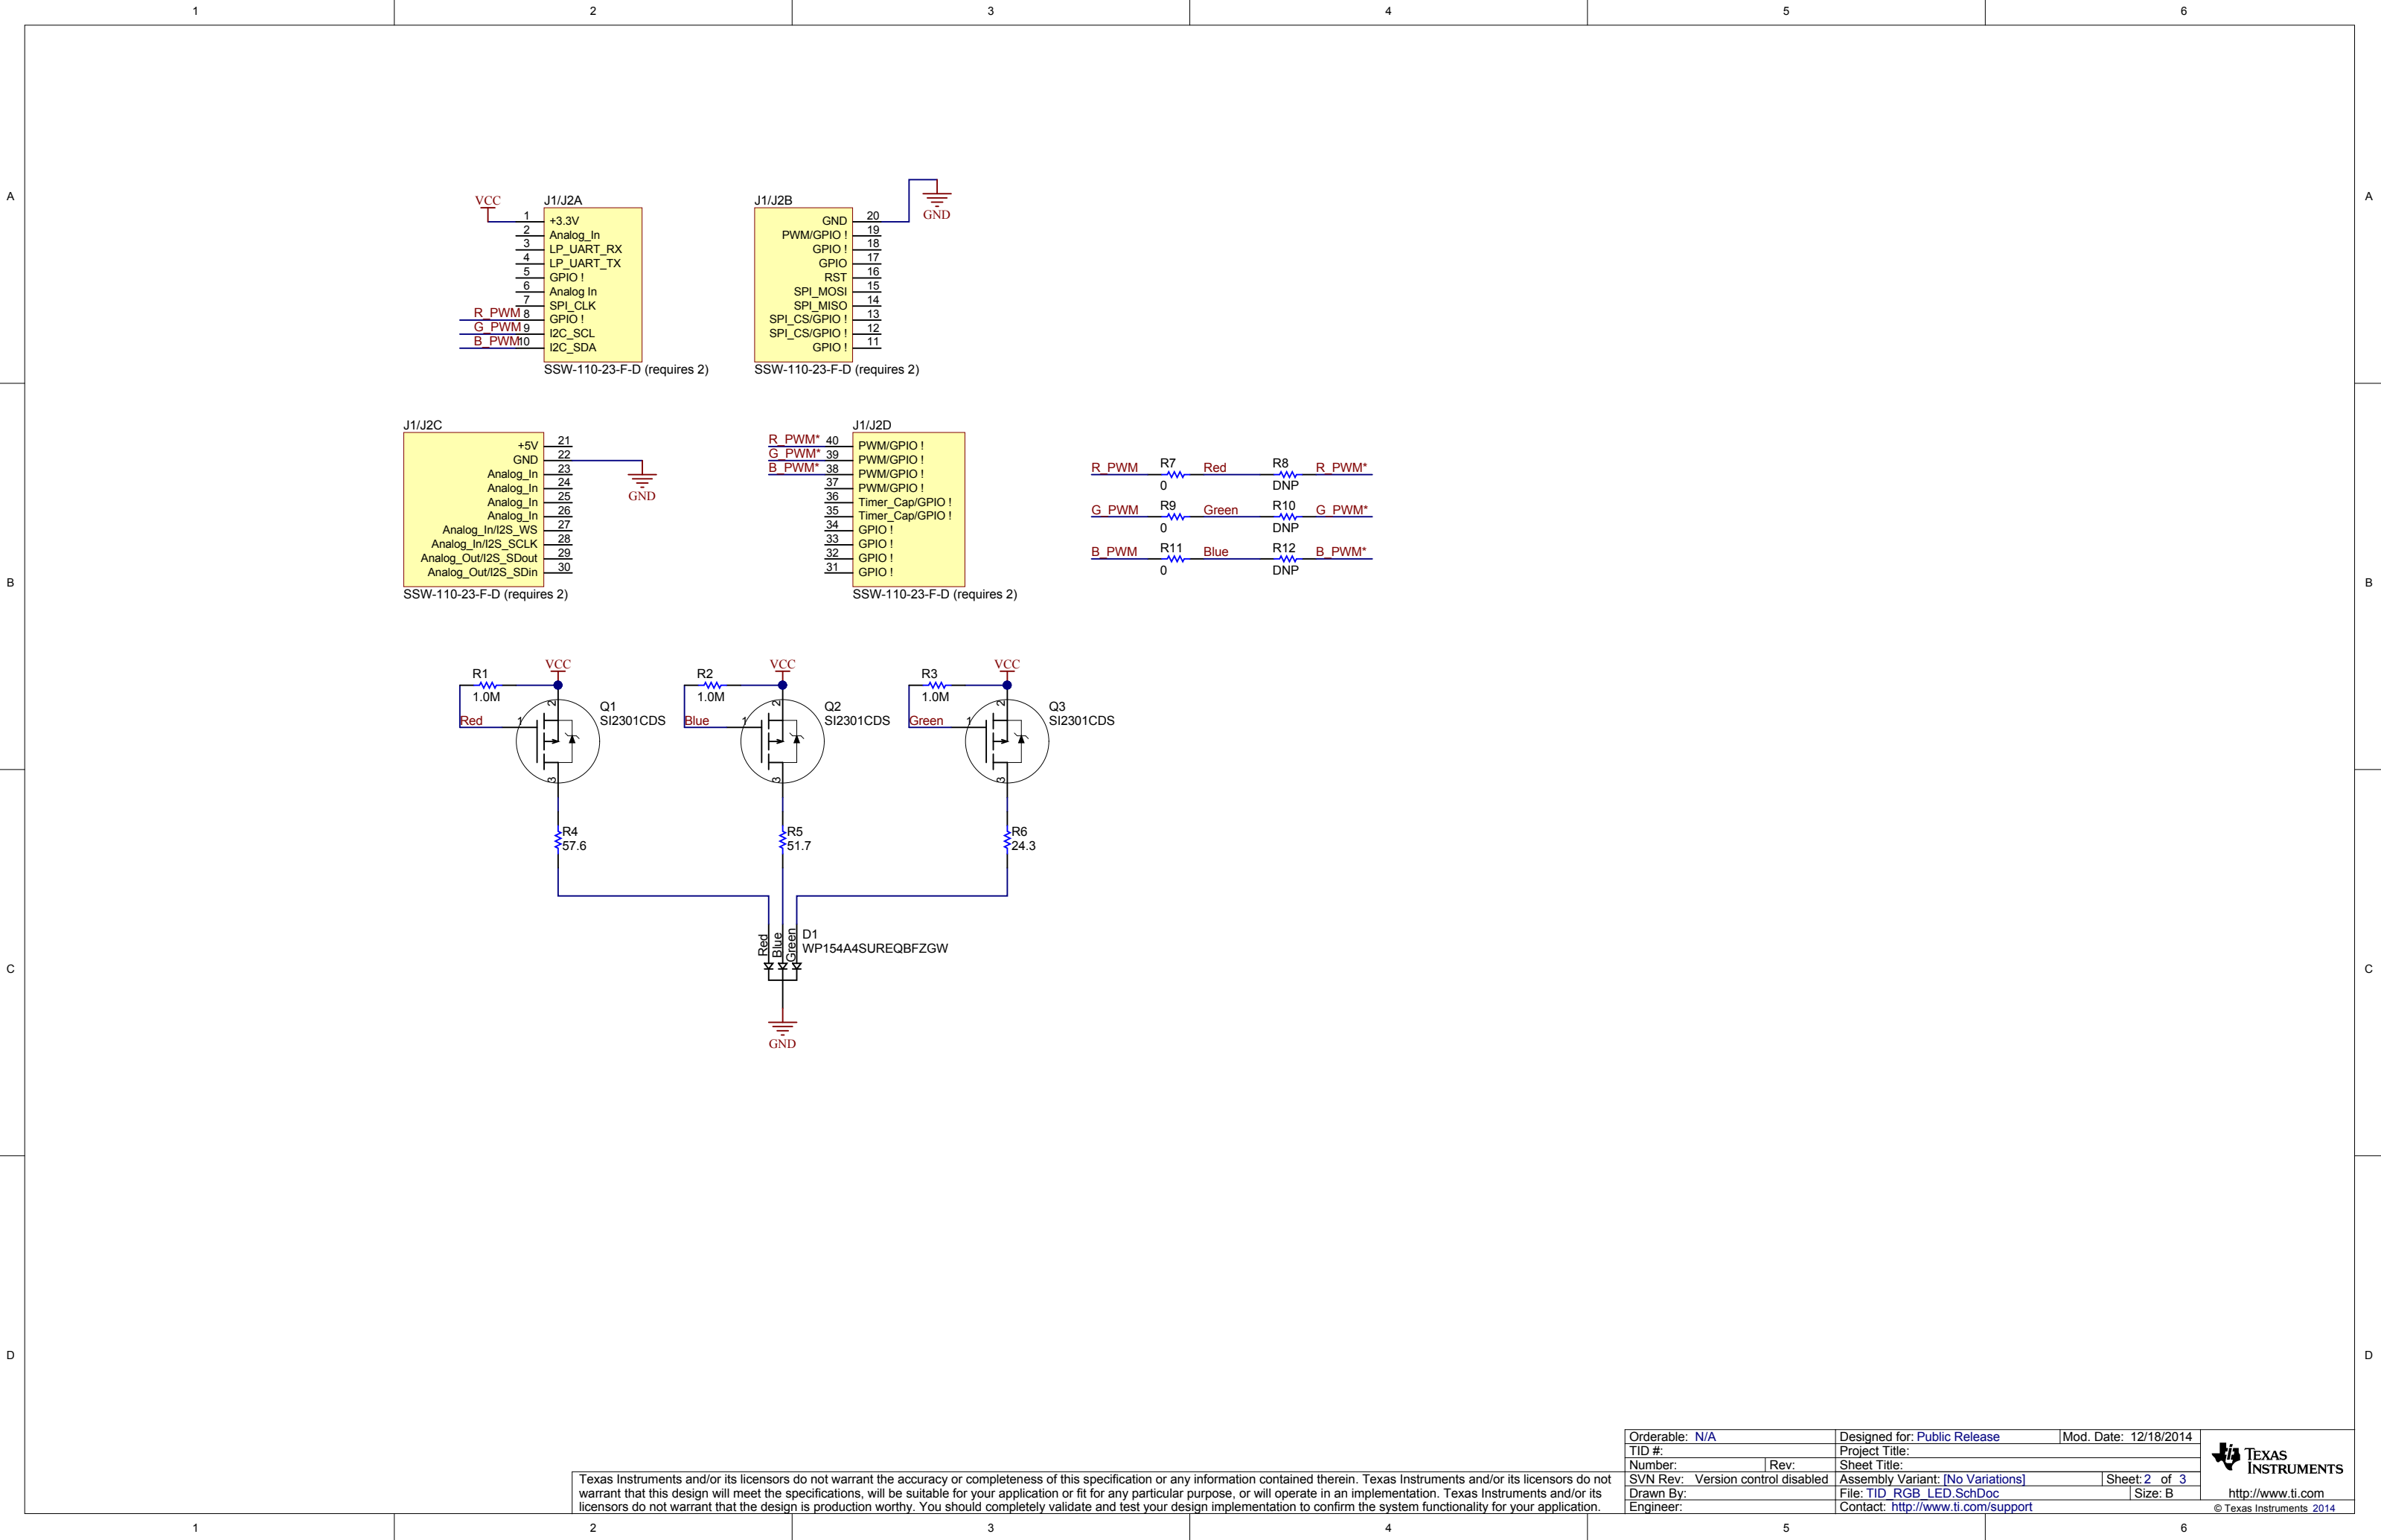 1 2 3 4 5 6
A A
VCC
J1/J2A
1 +3.3V
2 Analog_In
3 LP_UART_RX
4 LP_UART_TX
5 GPIO !
6 Analog In
7 SPI_CLK
R_PWM 8 GPIO !
G_PWM 9 I2C_SCL
B_PWM 10 I2C_SDA
SSW-110-23-F-D (requires 2)
J1/J2B
GND 20
PWM/GPIO ! 19
GPIO ! 18
GPIO 17
RST 16
SPI_MOSI 15
SPI_MISO 14
SPI_CS/GPIO ! 13
SPI_CS/GPIO ! 12
GPIO ! 11
SSW-110-23-F-D (requires 2)
GND
J1/J2C
+5V 21
GND 22
Analog_In 23
Analog_In 24
Analog_In 25
Analog_In 26
Analog_In/I2S_WS 27
Analog_In/I2S_SCLK 28
Analog_Out/I2S_SDout 29
Analog_Out/I2S_SDin 30
SSW-110-23-F-D (requires 2)
GND
J1/J2D
R_PWM* 40 PWM/GPIO !
G_PWM* 39 PWM/GPIO !
B_PWM* 38 PWM/GPIO !
37 PWM/GPIO !
36 Timer_Cap/GPIO !
35 Timer_Cap/GPIO !
34 GPIO !
33 GPIO !
32 GPIO !
31 GPIO !
SSW-110-23-F-D (requires 2)
R_PWM R7 Red R8 R_PWM*
0 DNP
G_PWM R9 Green R10 G_PWM*
0 DNP
B_PWM R11 Blue R12 B_PWM*
0 DNP
B B
VCC
R1
1.0M
Red 1 2 3
Q1
SI2301CDS
VCC
R2
1.0M
Blue 1 2 3
Q2
SI2301CDS
VCC
R3
1.0M
Green 1 2 3
Q3
SI2301CDS
R4
57.6
R5
51.7
R6
24.3
Red
Blue
Green
D1
WP154A4SUREQBFZGW
GND
C C
D D
Texas Instruments and/or its licensors do not warrant the accuracy or completeness of this specification or any information contained therein. Texas Instruments and/or its licensors do not
warrant that this design will meet the specifications, will be suitable for your application or fit for any particular purpose, or will operate in an implementation. Texas Instruments and/or its
licensors do not warrant that the design is production worthy. You should completely validate and test your design implementation to confirm the system functionality for your application.
Orderable: N/A Designed for: Public Release Mod. Date: 12/18/2014
TID #: Project Title:
Number: Rev: Sheet Title:
SVN Rev: Version control disabled Assembly Variant: [No Variations] Sheet: 2 of 3
Drawn By: File: TID_RGB_LED.SchDoc Size: B
Engineer: Contact: http://www.ti.com/support
TEXAS
INSTRUMENTS
http://www.ti.com
© Texas Instruments 2014
1 2 3 4 5 6